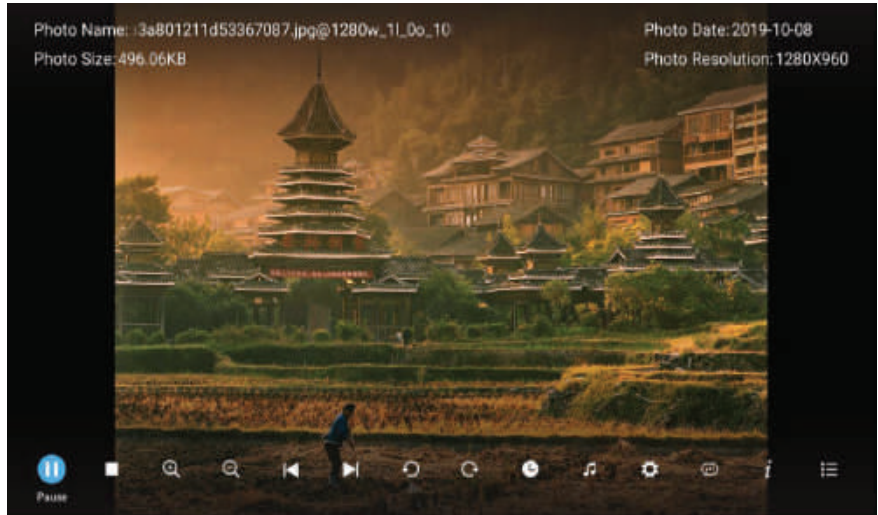 Photo Name: 3a801211d53367087.jpg@1280w_1l_0o_10
Photo Size: 496.06KB
Photo Date: 2019-10-08
Photo Resolution: 1280X960
Pause